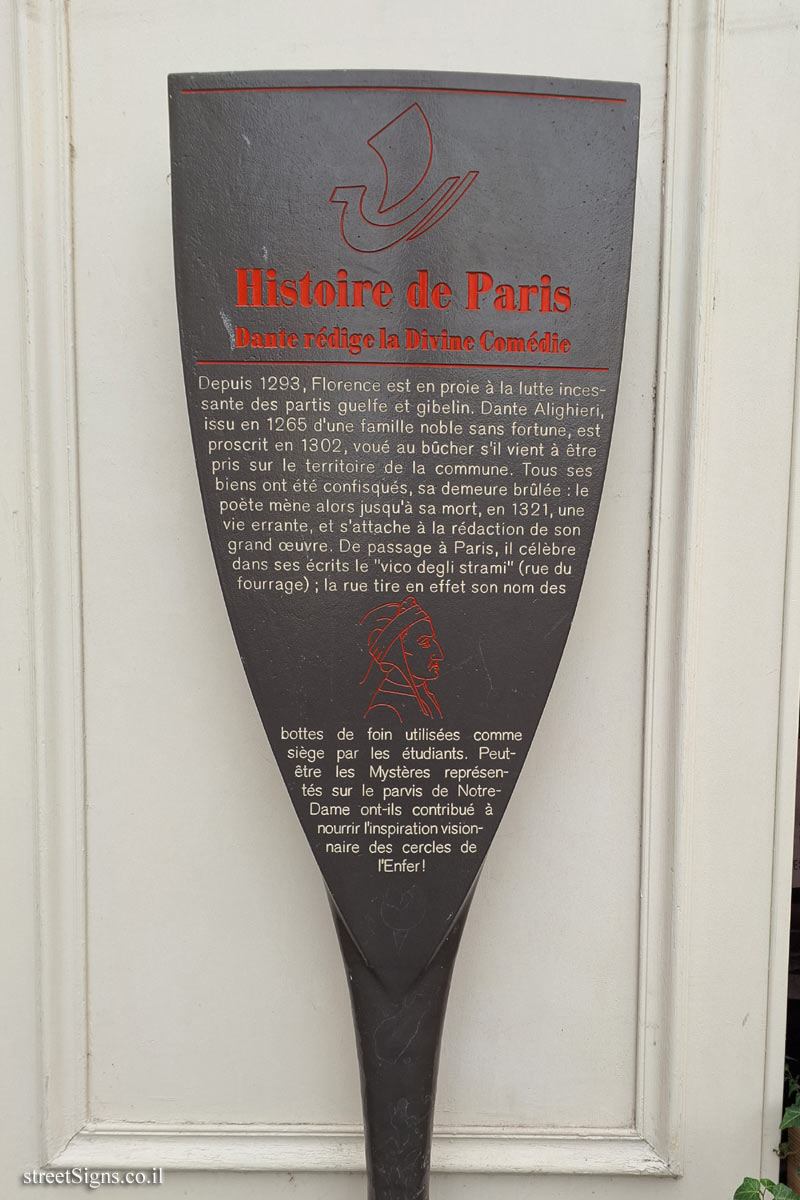 Histoire de Paris
Dante rédige la Divine Comédie
Depuis 1293, Florence est en proie à la lutte inces-
sante des partis guelfe et gibelin. Dante Alighieri,
issu en 1265 d'une famille noble sans fortune, est
proscrit en 1302, voué au bûcher s'il vient à être
pris sur le territoire de la commune. Tous ses
biens ont été confisqués, sa demeure brûlée : le
poète mène alors jusqu'à sa mort, en 1321, une
vie errante, et s'attache à la rédaction de son
grand œuvre. De passage à Paris, il célèbre
dans ses écrits le "vico degli strami" (rue du
fourrage) ; la rue tire en effet son nom des
bottes de foin utilisées comme
siège par les étudiants. Peut-
être les Mystères représen-
tés sur le parvis de Notre-
Dame ont-ils contribué à
nourrir l'inspiration vision-
naire des cercles de
l'Enfer!
streetSigns.co.il